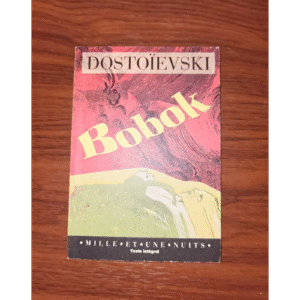 DOSTOÏEVSKI
Bobok
•MILLE•ET•UNE•NUITS•
Texte intégral